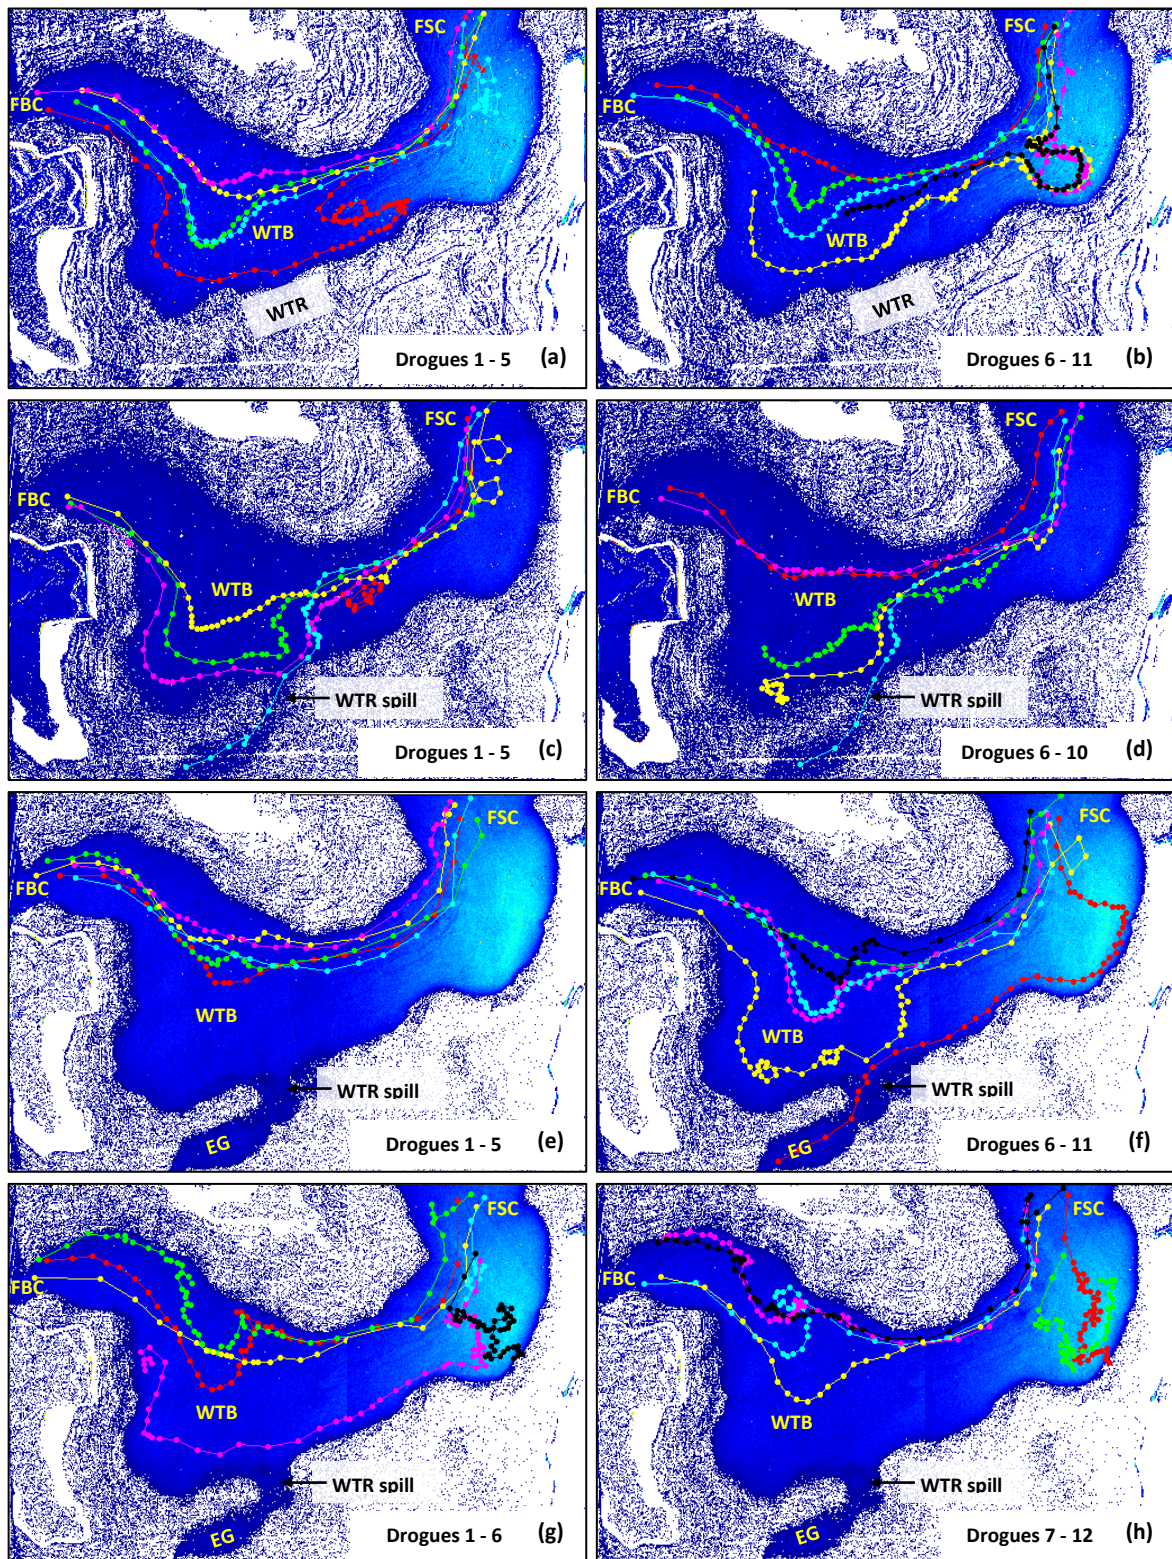 FSC
FBC
WTB
WTR
Drogues 1 - 5 (a)
FSC
FBC
WTB
WTR
Drogues 6 - 11 (b)
FSC
FBC
WTB
WTR spill
Drogues 1 - 5 (c)
FSC
FBC
WTB
WTR spill
Drogues 6 - 10 (d)
FSC
FBC
WTB
WTR spill
EG
Drogues 1 - 5 (e)
FSC
FBC
WTB
WTR spill
EG
Drogues 6 - 11 (f)
FSC
FBC
WTB
WTR spill
EG
Drogues 1 - 6 (g)
FSC
FBC
WTB
WTR spill
EG
Drogues 7 - 12 (h)